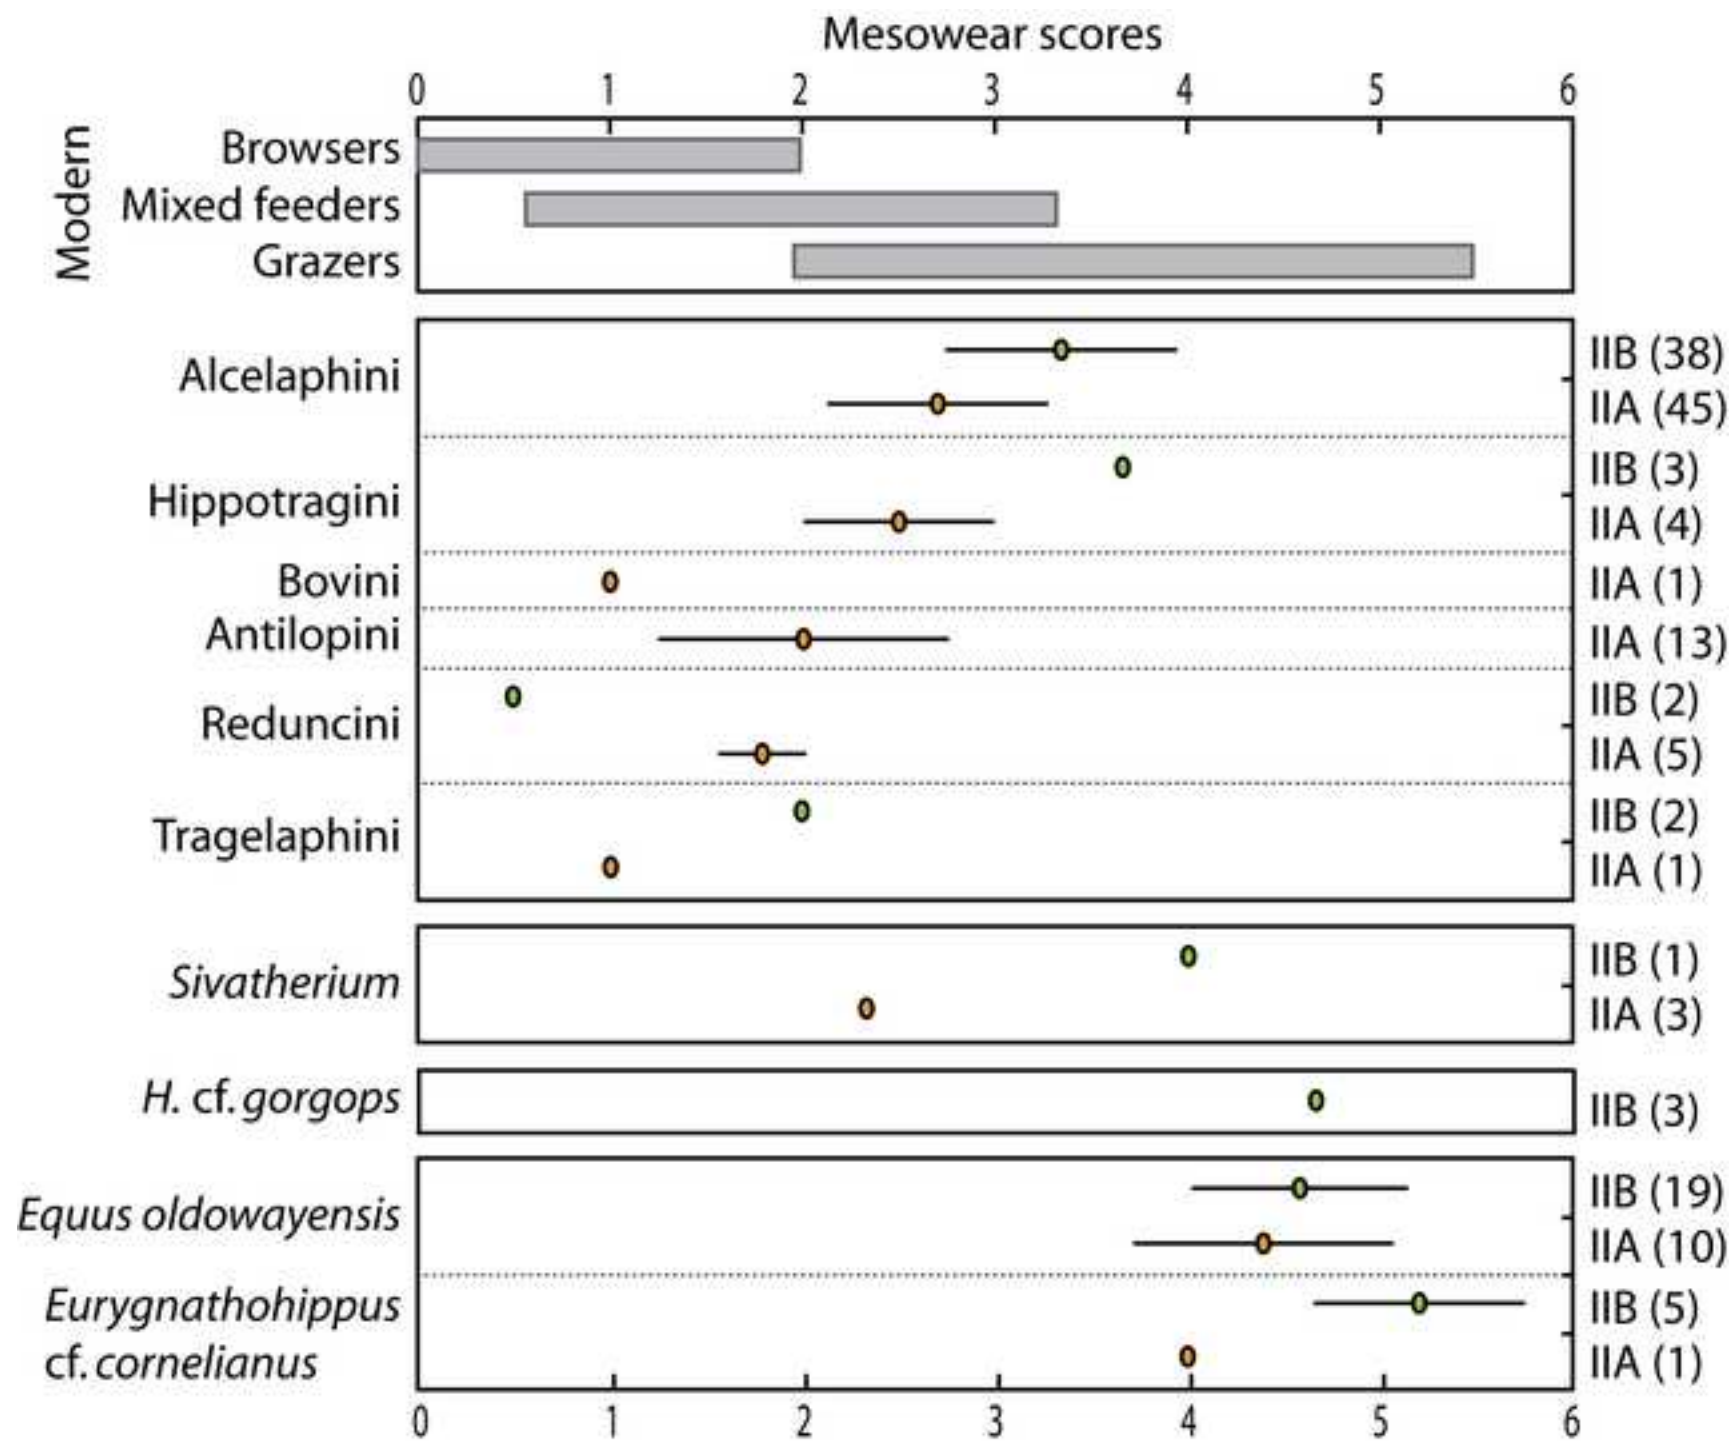 Mesowear scores
0 1 2 3 4 5 6
Modern
Browsers
Mixed feeders
Grazers
Alcelaphini
IIB (38)
IIA (45)
Hippotragini
IIB (3)
IIA (4)
Bovini
IIA (1)
Antilopini
IIA (13)
Reduncini
IIB (2)
IIA (5)
Tragelaphini
IIB (2)
IIA (1)
Sivatherium
IIB (1)
IIA (3)
H. cf. gorgops
IIB (3)
Equus oldowayensis
IIB (19)
IIA (10)
Eurygnathohippus
cf. cornelianus
IIB (5)
IIA (1)
0 1 2 3 4 5 6